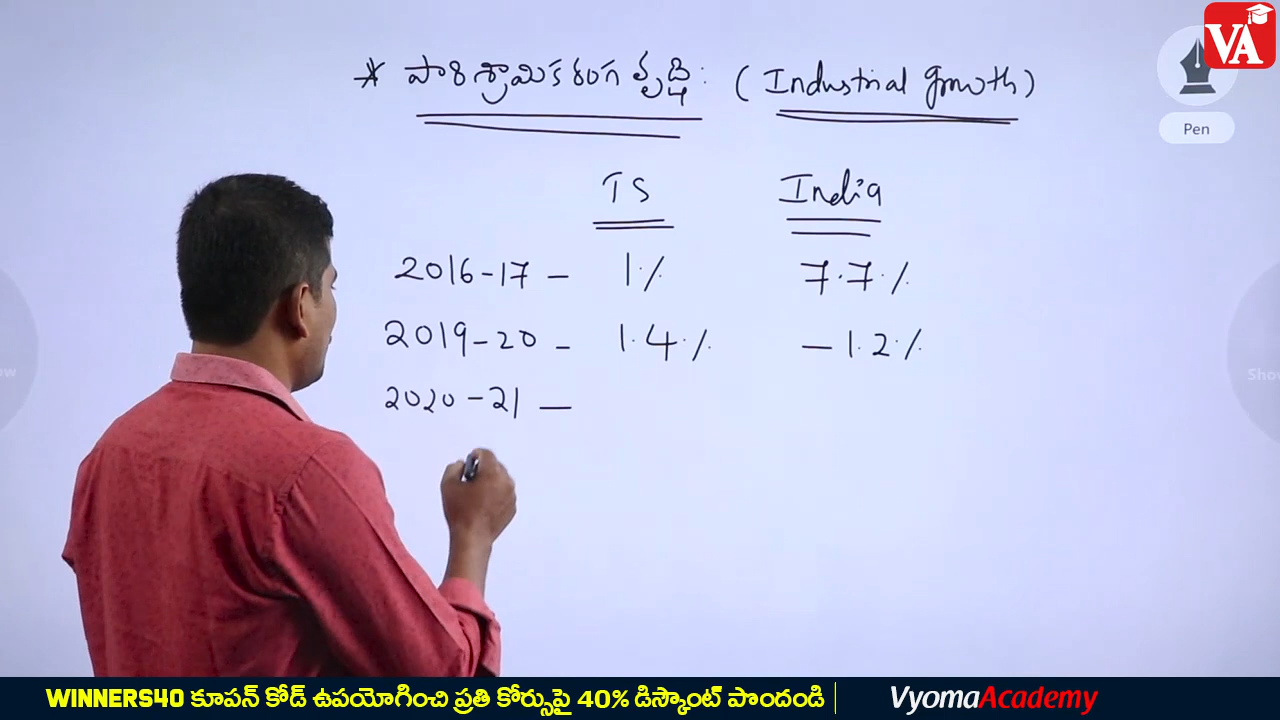 VA
* పారిశ్రామిక రంగ వృద్ధి : (Industrial growth)
Pen
TS India
2016-17 - 1% 7.7%
2019-20 - 1.4% -1.2%
2020-21 -
WINNERS40 కూపన్ కోడ్ ఉపయోగించి ప్రతి కోర్సుపై 40% డిస్కౌంట్ పొందండి | VyomaAcademy